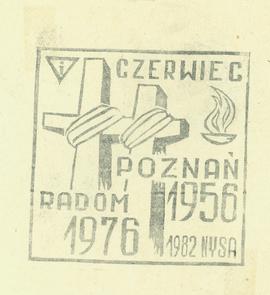 i CZERWIEC
POZNAŃ
1956
RADOM
1976
1982 NYSA